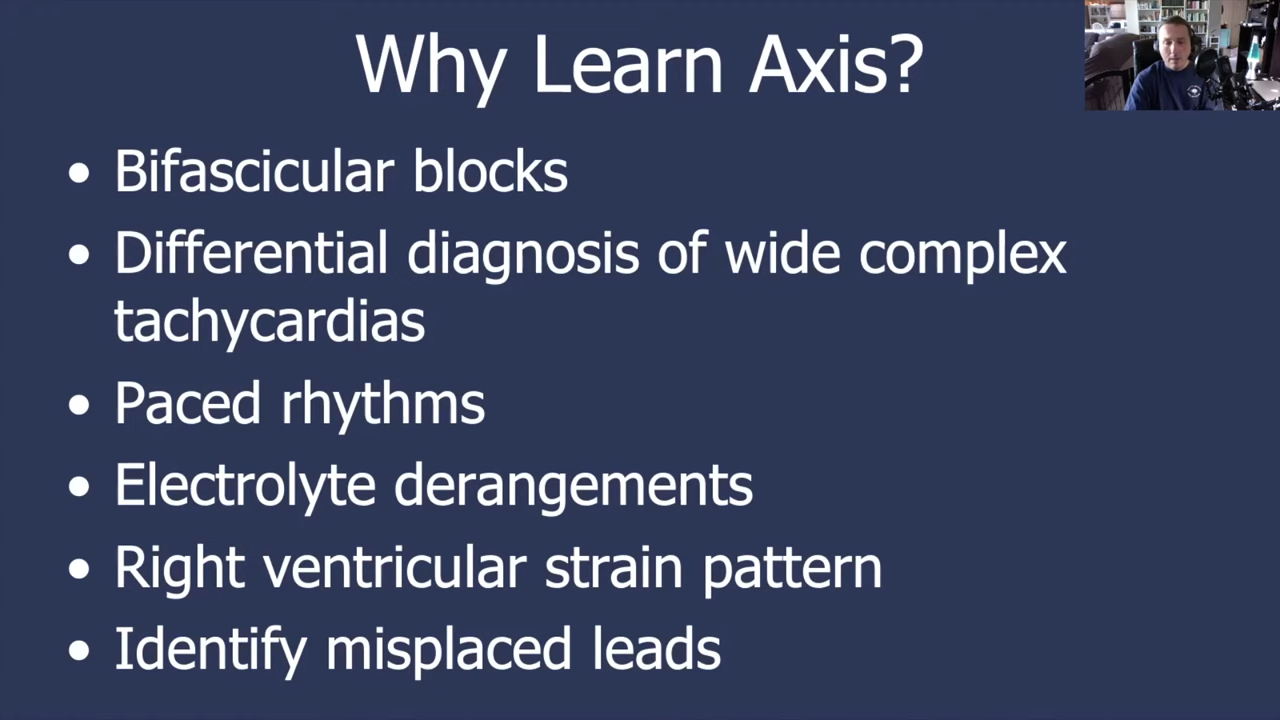 Why Learn Axis?
• Bifascicular blocks
• Differential diagnosis of wide complex
tachycardias
• Paced rhythms
• Electrolyte derangements
• Right ventricular strain pattern
• Identify misplaced leads